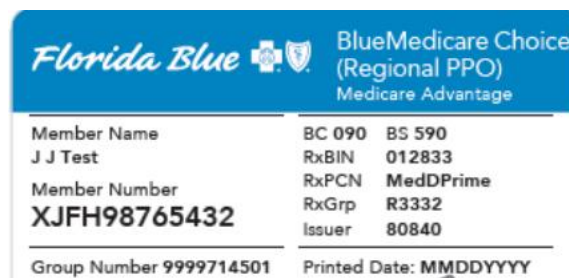 Florida Blue
BlueMedicare Choice
(Regional PPO)
Medicare Advantage
Member Name
J J Test
Member Number
XJFH98765432
Group Number 9999714501
BC 090 BS 590
RxBIN 012833
RxPCN MedDPrime
RxGrp R3332
Issuer 80840
Printed Date: MMDDYYYY